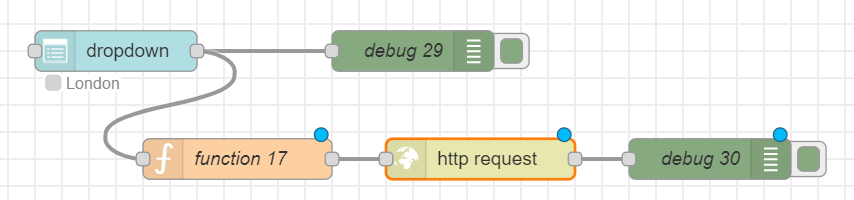 dropdown
debug 29
London
function 17
http request
debug 30